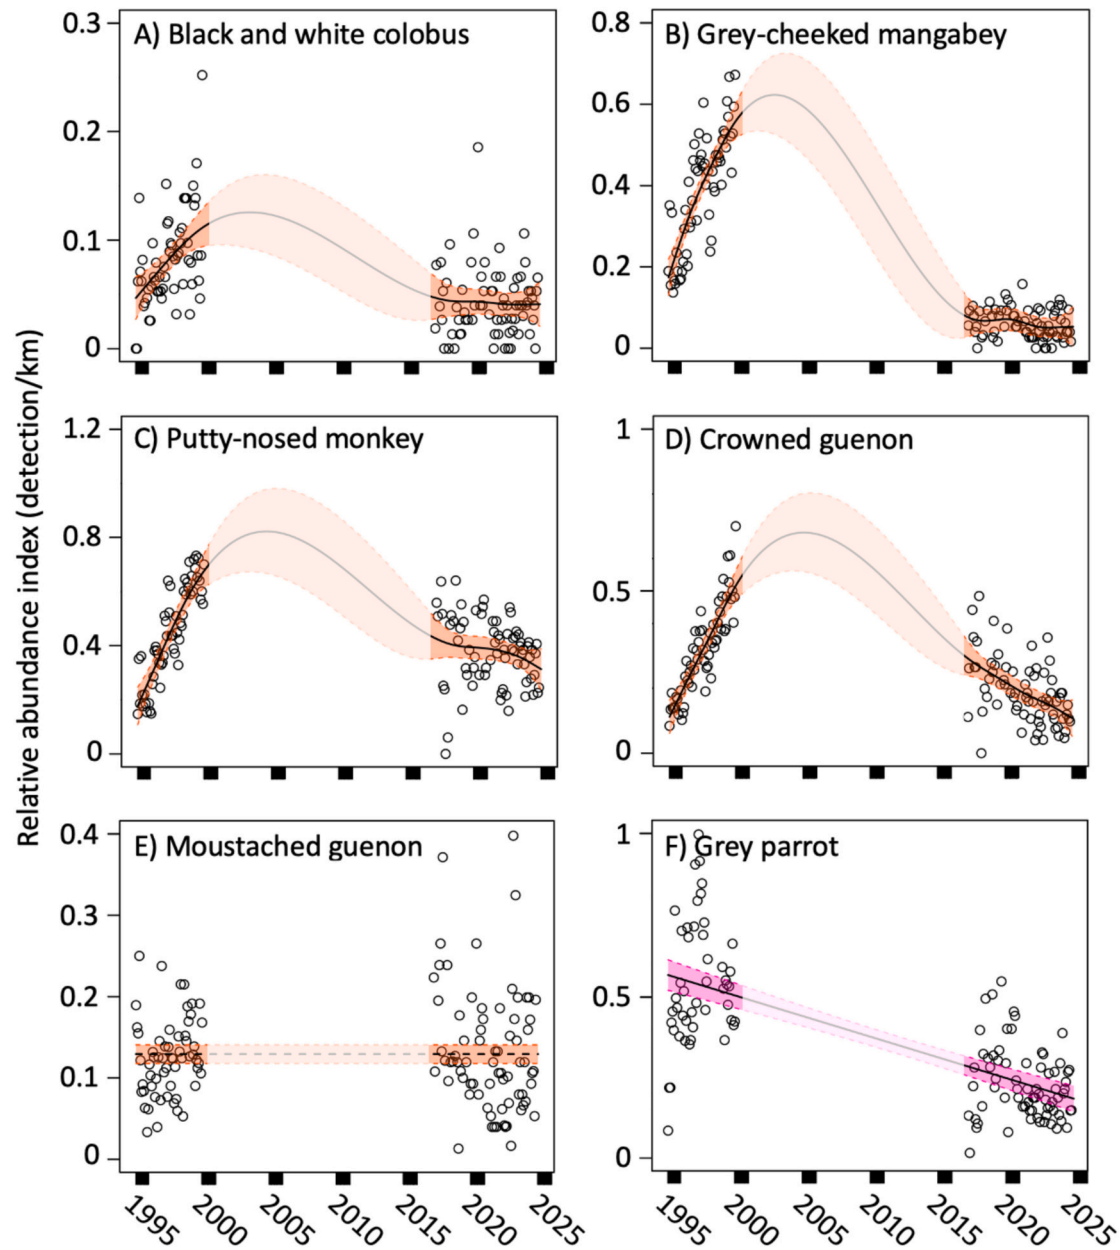 A) Black and white colobus
0.3
0.2
0.1
0
B) Grey-cheeked mangabey
0.8
0.6
0.4
0.2
0
Relative abundance index (detection/km)
C) Putty-nosed monkey
1.2
0.8
0.4
0
D) Crowned guenon
1
0.5
0
E) Moustached guenon
0.4
0.3
0.2
0.1
0
F) Grey parrot
1
0.5
0
1995 2000 2005 2010 2015 2020 2025
1995 2000 2005 2010 2015 2020 2025